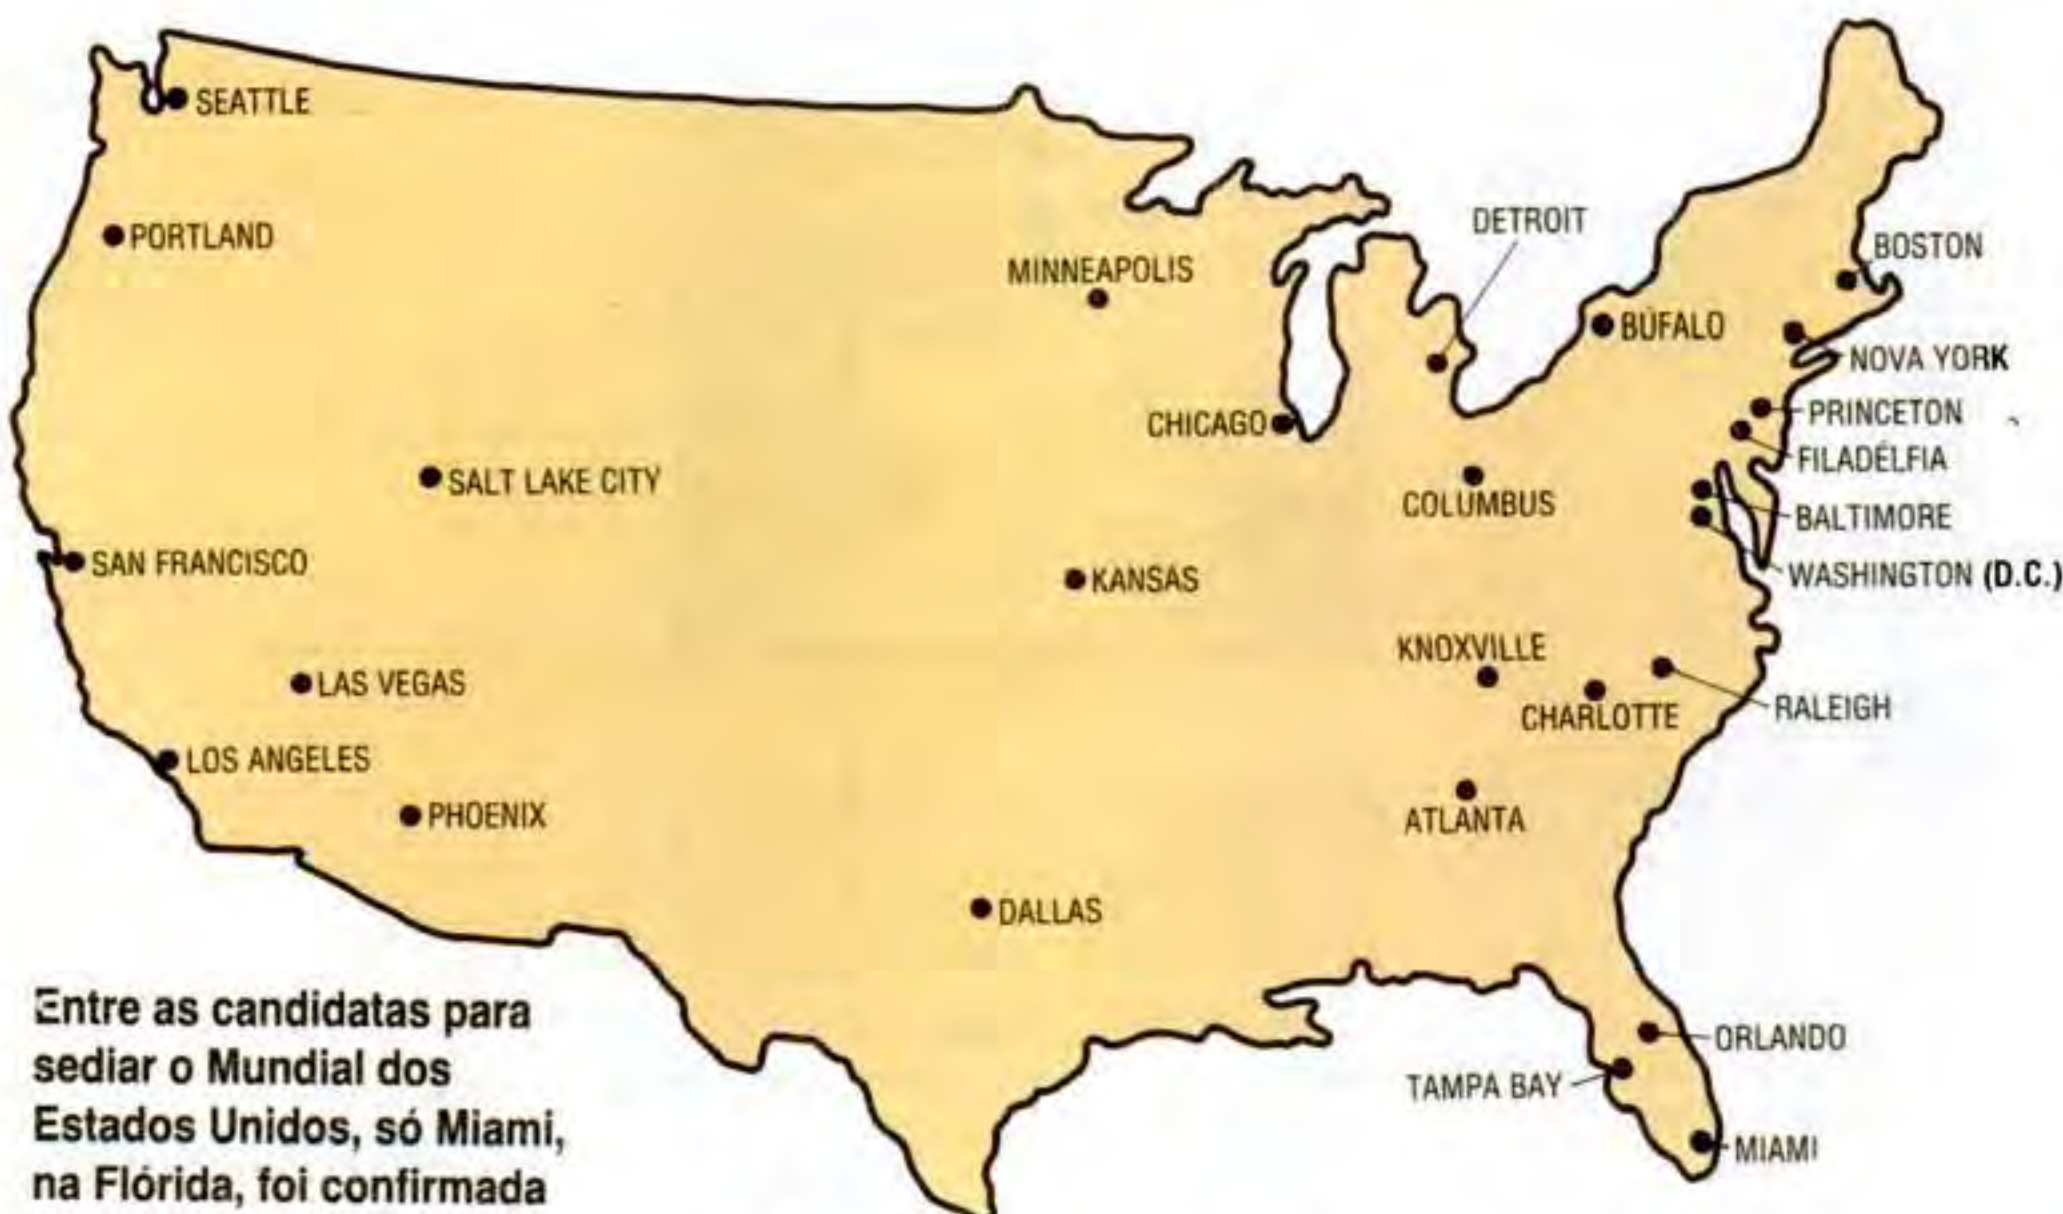 SEATTLE
PORTLAND
DETROIT
BOSTON
MINNEAPOLIS
BÚFALO
NOVA YORK
CHICAGO
PRINCETON
FILADÉLFIA
SALT LAKE CITY
COLUMBUS
BALTIMORE
SAN FRANCISCO
KANSAS
WASHINGTON (D.C.)
KNOXVILLE
LAS VEGAS
CHARLOTTE
RALEIGH
LOS ANGELES
PHOENIX
ATLANTA
DALLAS
ORLANDO
TAMPA BAY
MIAMI
Entre as candidatas para
sediar o Mundial dos
Estados Unidos, só Miami,
na Flórida, foi confirmada